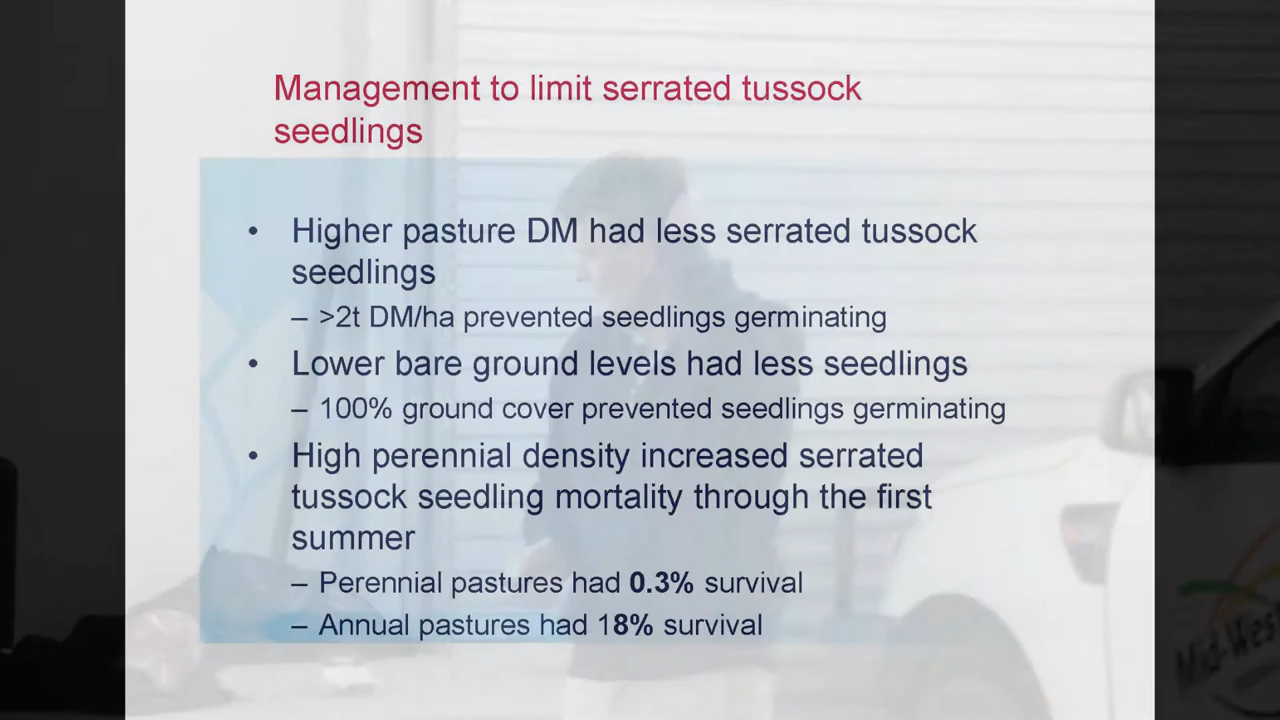 Management to limit serrated tussock
seedlings
• Higher pasture DM had less serrated tussock
seedlings
– >2t DM/ha prevented seedlings germinating
• Lower bare ground levels had less seedlings
– 100% ground cover prevented seedlings germinating
• High perennial density increased serrated
tussock seedling mortality through the first
summer
– Perennial pastures had 0.3% survival
– Annual pastures had 18% survival
Mid-West